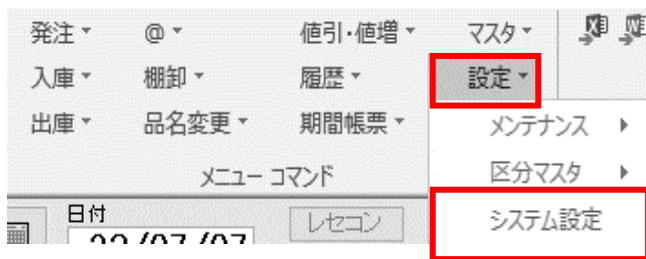 発注 @ 値引・値増 マスタ
入庫 棚卸 履歴 設定
出庫 品名変更 期間帳票 メンテナンス
メニュー コマンド 区分マスタ
日付 レセコン システム設定
22/07/07